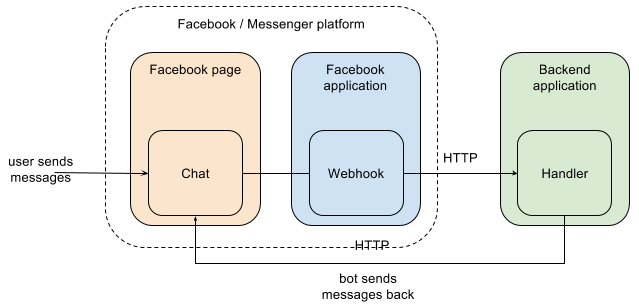 Facebook / Messenger platform
Facebook page
Facebook
application
Backend
application
user sends
messages
Chat
Webhook
HTTP
Handler
HTTP
bot sends
messages back